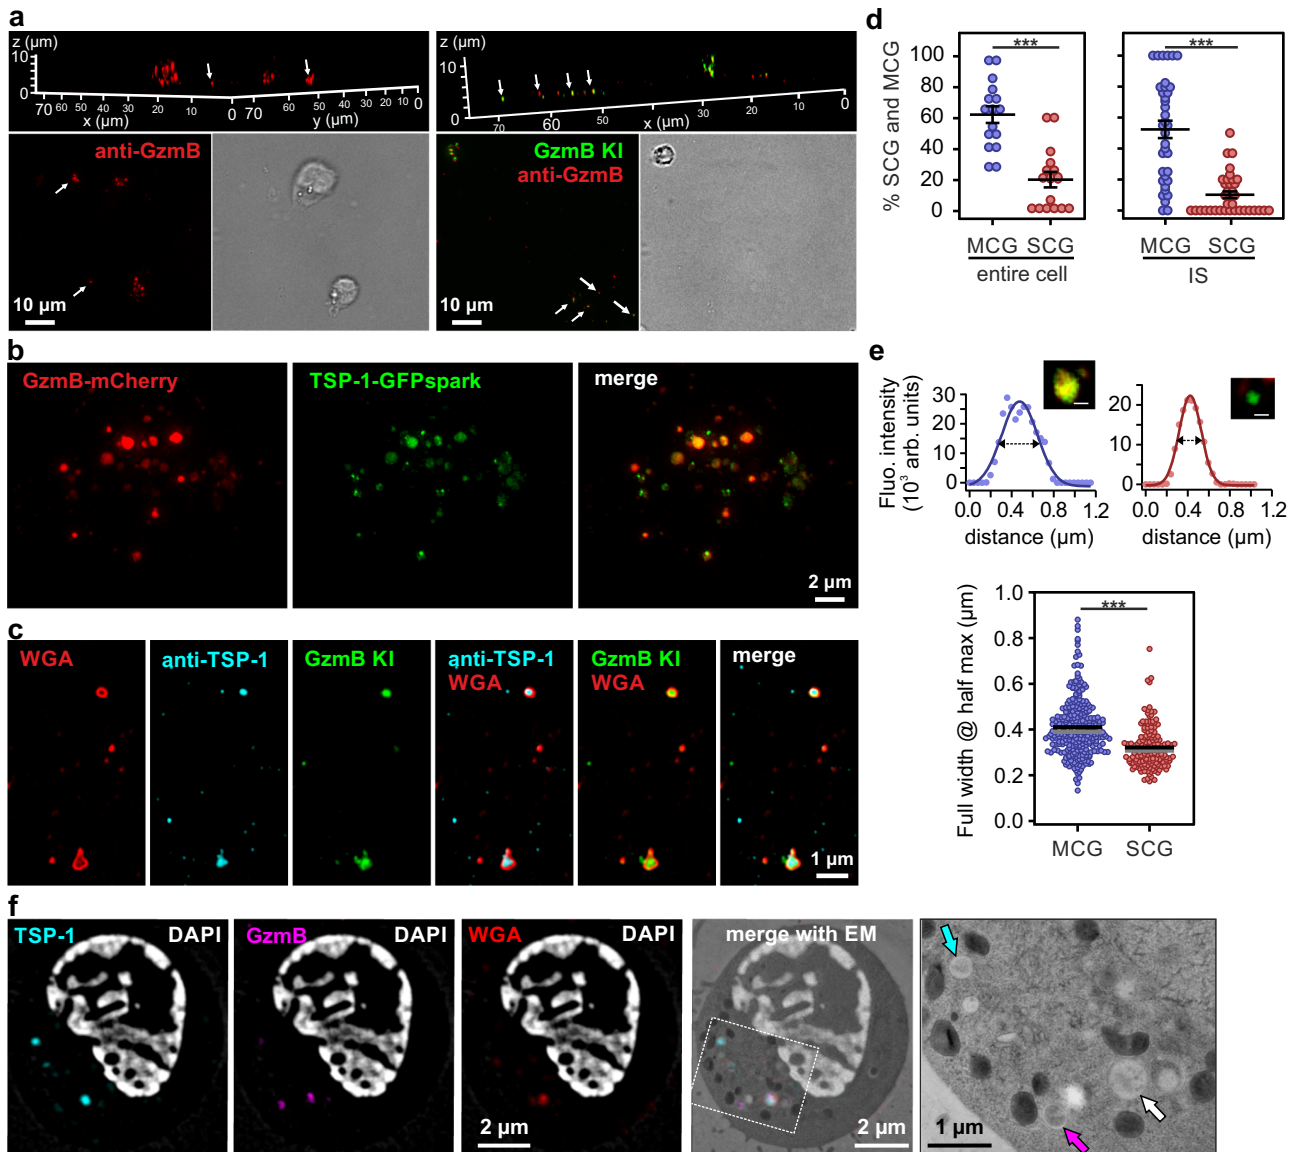 a
z (µm)
10
5
0
70 60 50 40 30 20 10 0 70 60 50 40 30 20 10 0
x (µm) y (µm)
anti-GzmB
10 µm
z (µm)
10
5
0
70 60 50 30 20 10 0
x (µm)
GzmB KI
anti-GzmB
10 µm
b
GzmB-mCherry
TSP-1-GFPspark
merge
2 µm
c
WGA
anti-TSP-1
GzmB KI
anti-TSP-1
WGA
GzmB KI
WGA
merge
1 µm
d
% SCG and MCG
100
80
60
40
20
0
***
***
MCG SCG
MCG SCG
entire cell
IS
e
Fluo. intensity
(10³ arb. units)
30
20
10
0
0.0 0.4 0.8 1.2
distance (µm)
20
10
0
0.0 0.4 0.8 1.2
distance (µm)
Full width @ half max (µm)
1.0
0.8
0.6
0.4
0.2
0.0
***
MCG SCG
f
TSP-1 DAPI
GzmB DAPI
WGA DAPI
2 µm
merge with EM
2 µm
1 µm